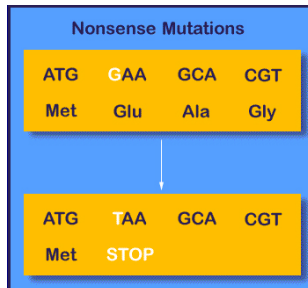 Nonsense Mutations
ATG GAA GCA CGT
Met Glu Ala Gly
ATG TAA GCA CGT
Met STOP